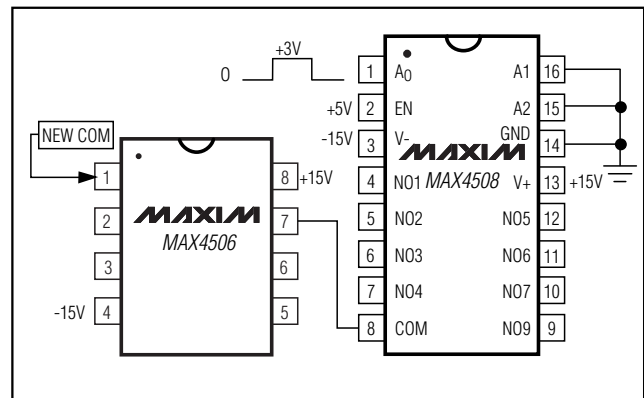 +3V
0
1 A0 A1 16
+5V 2 EN A2 15
-15V 3 V- GND 14
MAXIM
MAX4508
4 NO1 V+ 13 +15V
5 NO2 NO5 12
6 NO3 NO6 11
7 NO4 NO7 10
8 COM NO9 9
NEW COM
1 8 +15V
MAXIM
MAX4506
2 7
3 6
-15V 4 5